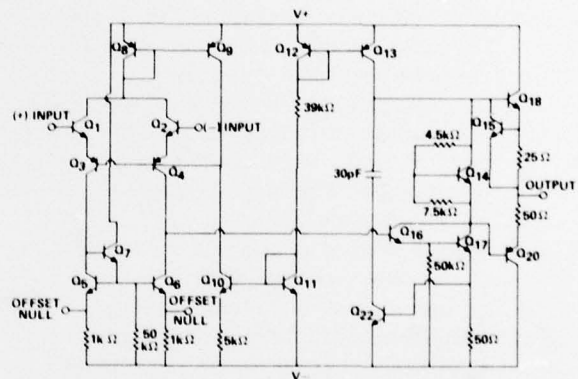 V+
Q8
Q9
Q12
Q13
39kΩ
Q18
(+) INPUT
Q1
Q2
(−) INPUT
Q15
4.5kΩ
25Ω
Q3
Q4
30pF
Q14
OUTPUT
7.5kΩ
50Ω
Q16
Q7
Q17
Q20
Q5
Q6
Q10
Q11
50kΩ
OFFSET
NULL
OFFSET
NULL
Q22
1kΩ
50
kΩ
1kΩ
5kΩ
50Ω